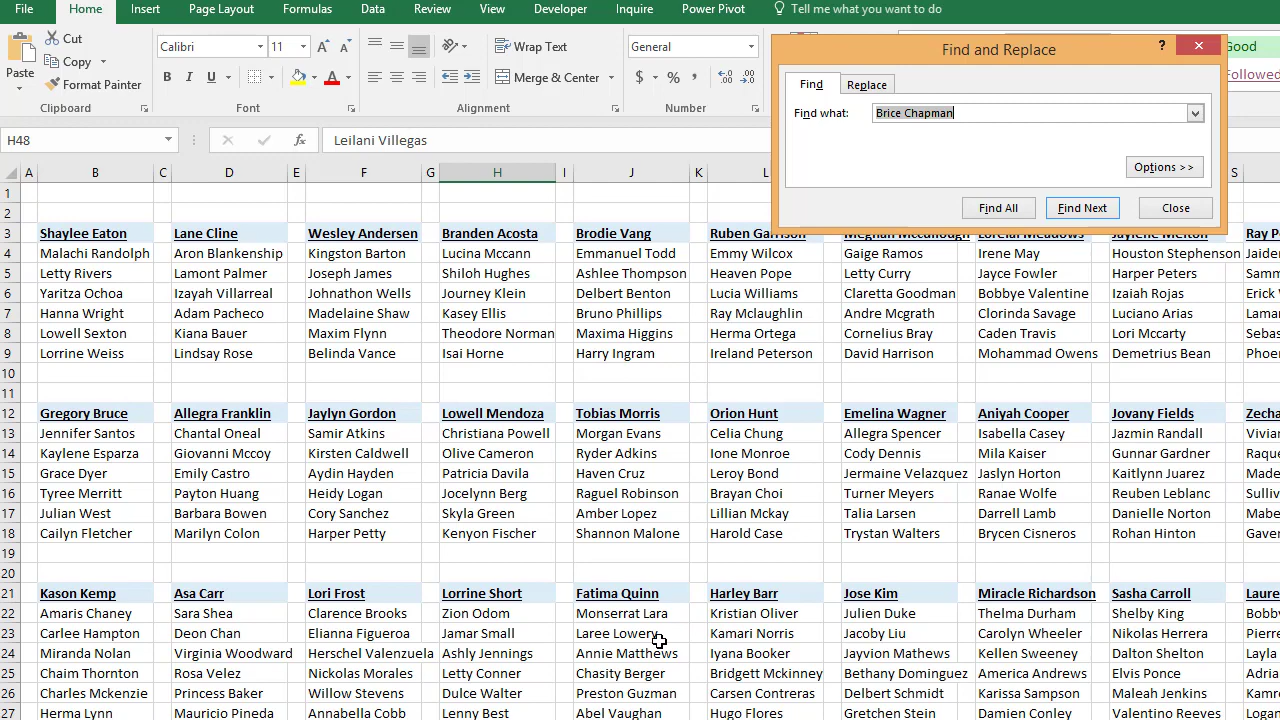 File Home Insert Page Layout Formulas Data Review View Developer Inquire Power Pivot Tell me what you want to do
Cut
Copy
Format Painter
Paste
Clipboard
Calibri 11
B I U
Font
Wrap Text
Merge & Center
Alignment
General
$ % ,
Number
Good
Followed
Find and Replace
Find Replace
Find what: Brice Chapman
Options >>
Find All Find Next Close
H48 Leilani Villegas
A B C D E F G H I J K L S
1
2
3 Shaylee Eaton Lane Cline Wesley Andersen Branden Acosta Brodie Vang Ruben Garrison Meghan Mccullough Lorelai Meadows Jaylene Melton Ray P
4 Malachi Randolph Aron Blankenship Kingston Barton Lucina Mccann Emmanuel Todd Emmy Wilcox Gaige Ramos Irene May Houston Stephenson Jaiden
5 Letty Rivers Lamont Palmer Joseph James Shiloh Hughes Ashlee Thompson Heaven Pope Letty Curry Jayce Fowler Harper Peters Samm
6 Yaritza Ochoa Izayah Villarreal Johnathon Wells Journey Klein Delbert Benton Lucia Williams Claretta Goodman Bobbye Valentine Izaiah Rojas Erick
7 Hanna Wright Adam Pacheco Madelaine Shaw Kasey Ellis Bruno Phillips Ray Mclaughlin Andre Mcgrath Clorinda Savage Luciano Arias Lamar
8 Lowell Sexton Kiana Bauer Maxim Flynn Theodore Norman Maxima Higgins Herma Ortega Cornelius Bray Caden Travis Lori Mccarty Sebas
9 Lorrine Weiss Lindsay Rose Belinda Vance Isai Horne Harry Ingram Ireland Peterson David Harrison Mohammad Owens Demetrius Bean Phoen
10
11
12 Gregory Bruce Allegra Franklin Jaylyn Gordon Lowell Mendoza Tobias Morris Orion Hunt Emelina Wagner Aniyah Cooper Jovany Fields Zecha
13 Jennifer Santos Chantal Oneal Samir Atkins Christiana Powell Morgan Evans Celia Chung Allegra Spencer Isabella Casey Jazmin Randall Vivian
14 Kaylene Esparza Giovanni Mccoy Kirsten Caldwell Olive Cameron Ryder Adkins Ione Monroe Cody Dennis Mila Kaiser Gunnar Gardner Raque
15 Grace Dyer Emily Castro Aydin Hayden Patricia Davila Haven Cruz Leroy Bond Jermaine Velazquez Jaslyn Horton Kaitlynn Juarez Maken
16 Tyree Merritt Payton Huang Heidy Logan Jocelynn Berg Raguel Robinson Brayan Choi Turner Meyers Ranae Wolfe Reuben Leblanc Sulliv
17 Julian West Barbara Bowen Cory Sanchez Skyla Green Amber Lopez Lillian Mckay Talia Larsen Darrell Lamb Danielle Norton Mabe
18 Cailyn Fletcher Marilyn Colon Harper Petty Kenyon Fischer Shannon Malone Harold Case Trystan Walters Brycen Cisneros Rohan Hinton Gaven
19
20
21 Kason Kemp Asa Carr Lori Frost Lorrine Short Fatima Quinn Harley Barr Jose Kim Miracle Richardson Sasha Carroll Laure
22 Amaris Chaney Sara Shea Clarence Brooks Zion Odom Monserrat Lara Kristian Oliver Julien Duke Thelma Durham Shelby King Bobby
23 Carlee Hampton Deon Chan Elianna Figueroa Jamar Small Laree Lowery Kamari Norris Jacoby Liu Carolyn Wheeler Nikolas Herrera Pierre
24 Miranda Nolan Virginia Woodward Herschel Valenzuela Ashly Jennings Annie Matthews Iyana Booker Jayvion Mathews Kellen Sweeney Dalton Shelton Layla
25 Chaim Thornton Rosa Velez Nickolas Morales Letty Conner Chasity Berger Bridgett Mckinney Bethany Dominguez America Andrews Elvis Ponce Adria
26 Charles Mckenzie Princess Baker Willow Stevens Dulce Walter Preston Guzman Carsen Contreras Delbert Schmidt Karissa Sampson Maleah Jenkins Karla
27 Herma Lynn Mauricio Pineda Annabella Cobb Lenny Best Abel Vaughan Hugo Flores Gretchen Stein Damien Conley Jamarion Wu